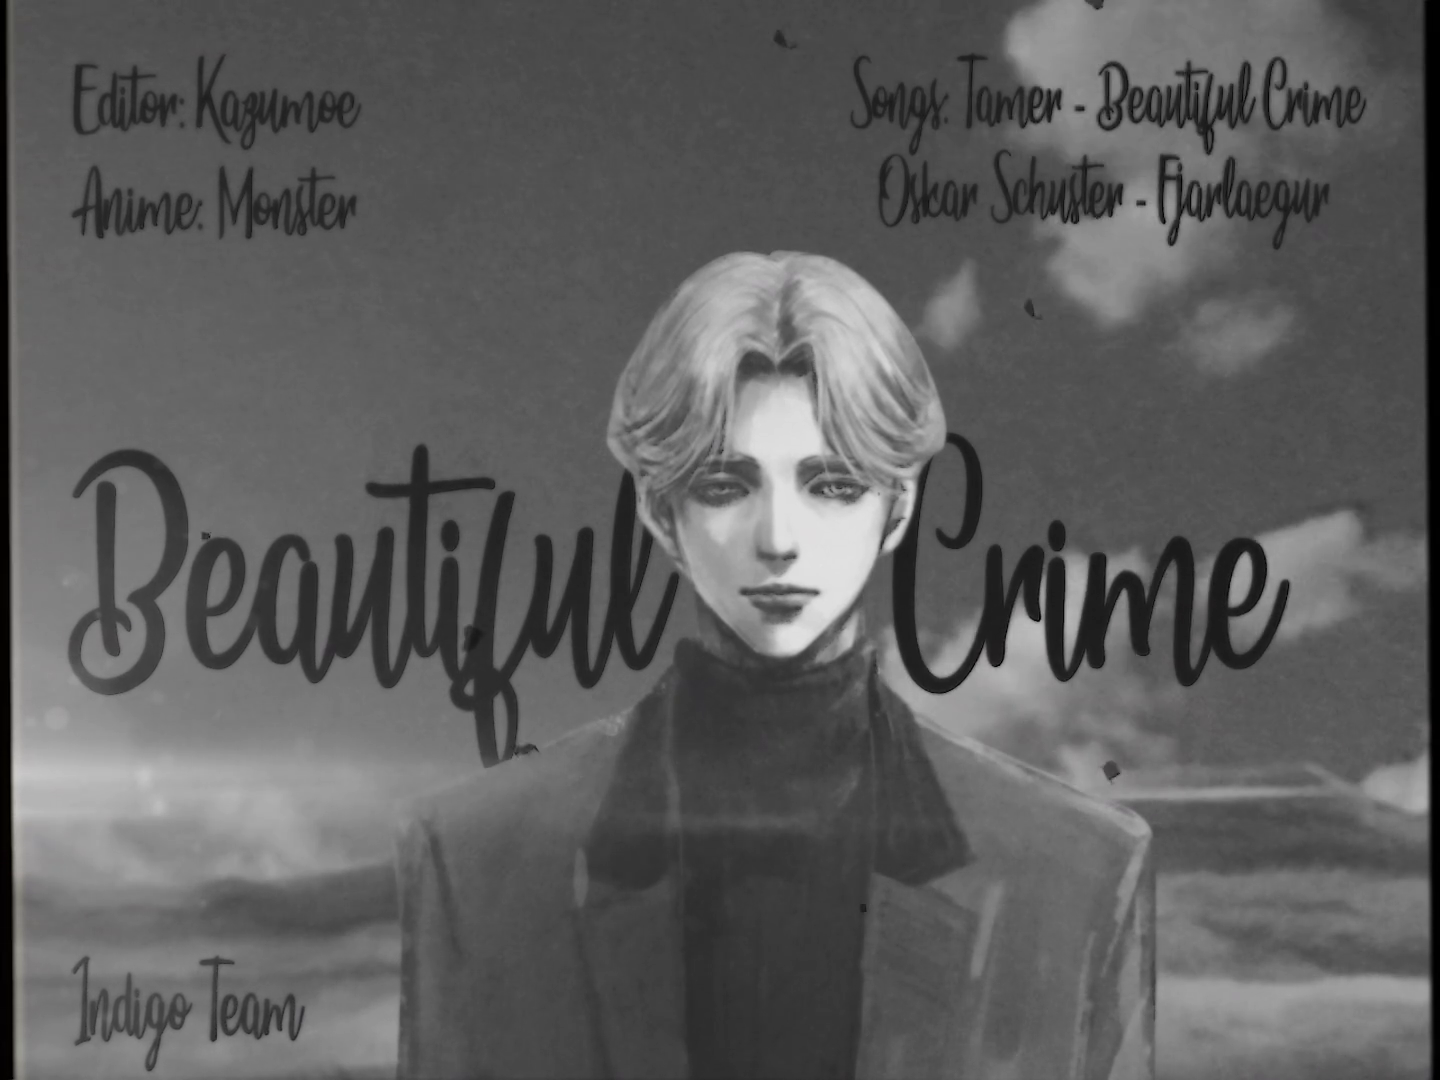 Editor: Kazumoe
Anime: Monster
Songs: Tamer - Beautiful Crime
Oskar Schuster - Fjarlaegur
Beautiful Crime
Indigo Team